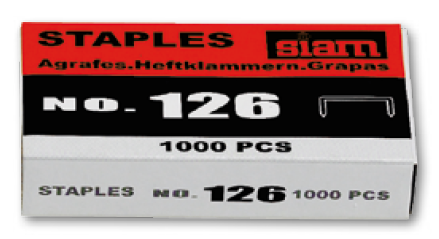 STAPLES siam
Agrafes.Heftklammern.Grapas
NO. 126
1000 PCS
STAPLES NO. 126 1000 PCS